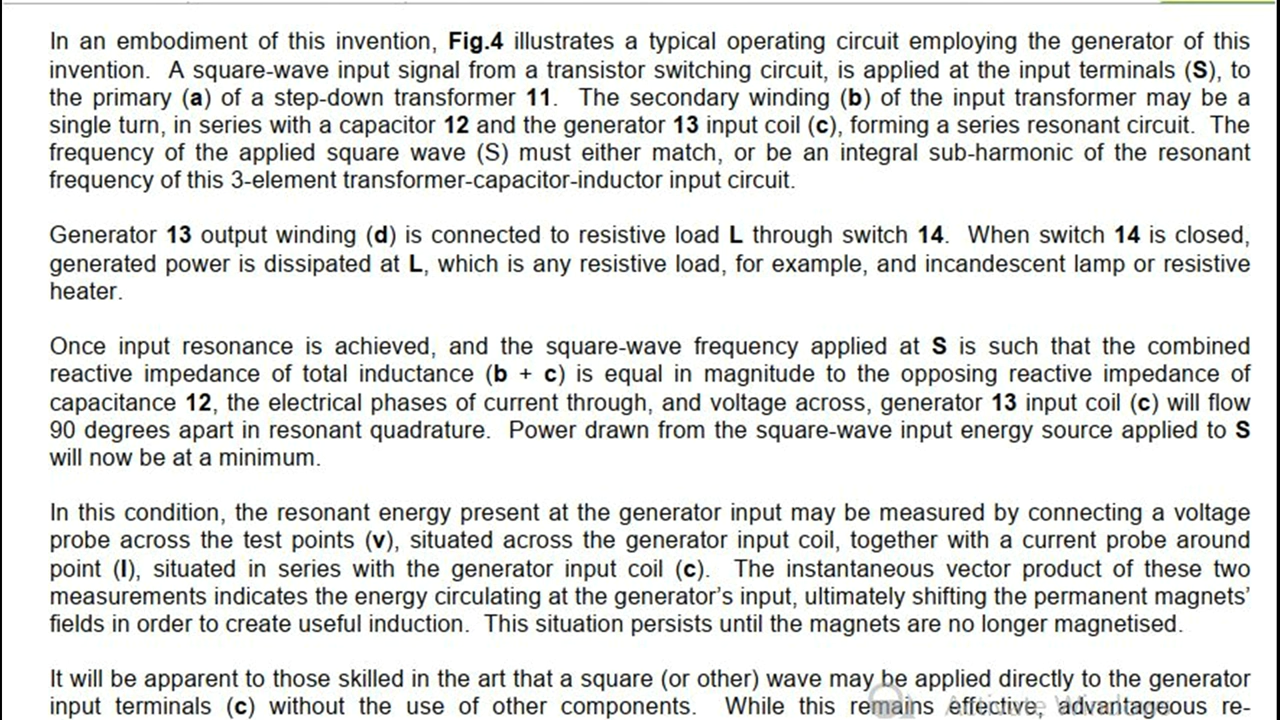 In an embodiment of this invention, Fig.4 illustrates a typical operating circuit employing the generator of this
invention. A square-wave input signal from a transistor switching circuit, is applied at the input terminals (S), to
the primary (a) of a step-down transformer 11. The secondary winding (b) of the input transformer may be a
single turn, in series with a capacitor 12 and the generator 13 input coil (c), forming a series resonant circuit. The
frequency of the applied square wave (S) must either match, or be an integral sub-harmonic of the resonant
frequency of this 3-element transformer-capacitor-inductor input circuit.
Generator 13 output winding (d) is connected to resistive load L through switch 14. When switch 14 is closed,
generated power is dissipated at L, which is any resistive load, for example, and incandescent lamp or resistive
heater.
Once input resonance is achieved, and the square-wave frequency applied at S is such that the combined
reactive impedance of total inductance (b + c) is equal in magnitude to the opposing reactive impedance of
capacitance 12, the electrical phases of current through, and voltage across, generator 13 input coil (c) will flow
90 degrees apart in resonant quadrature. Power drawn from the square-wave input energy source applied to S
will now be at a minimum.
In this condition, the resonant energy present at the generator input may be measured by connecting a voltage
probe across the test points (v), situated across the generator input coil, together with a current probe around
point (I), situated in series with the generator input coil (c). The instantaneous vector product of these two
measurements indicates the energy circulating at the generator's input, ultimately shifting the permanent magnets'
fields in order to create useful induction. This situation persists until the magnets are no longer magnetised.
It will be apparent to those skilled in the art that a square (or other) wave may be applied directly to the generator
input terminals (c) without the use of other components. While this remains effective, advantageous re-
Activate Windows